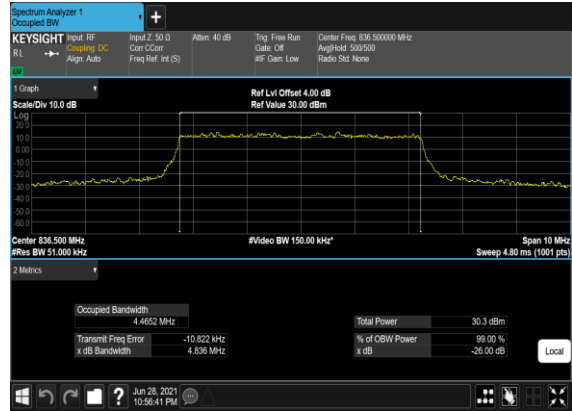 Spectrum Analyzer 1
Occupied BW
KEYSIGHT Input: RF Input Z: 50 Ω Atten: 40 dB Trig: Free Run Center Freq: 836.500000 MHz
RL Coupling: DC Corr CCorr Gate: Off Avg|Hold: 500/500
Align: Auto Freq Ref: Int (S) #IF Gain: Low Radio Std: None
1 Graph
Ref Lvl Offset 4.00 dB
Scale/Div 10.0 dB Ref Value 30.00 dBm
Log
20.0
10.0
0.00
-10.0
-20.0
-30.0
-40.0
-50.0
-60.0
Center 836.500 MHz #Video BW 150.00 kHz* Span 10 MHz
#Res BW 51.000 kHz Sweep 4.80 ms (1001 pts)
2 Metrics
Occupied Bandwidth
4.4652 MHz Total Power 30.3 dBm
Transmit Freq Error -10.822 kHz % of OBW Power 99.00 %
x dB Bandwidth 4.836 MHz x dB -26.00 dB
Local
? Jun 28, 2021
10:56:41 PM